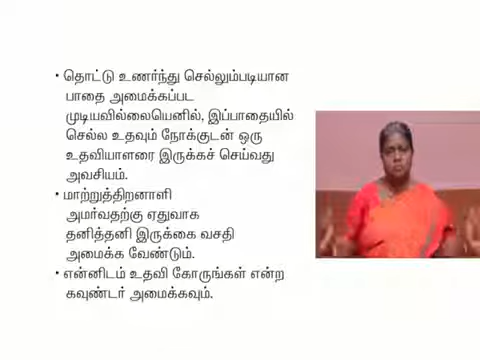 • தொட்டு உணர்ந்து செல்லும்படியான
பாதை அமைக்கப்பட
முடியவில்லையெனில், இப்பாதையில்
செல்ல உதவும் நோக்குடன் ஒரு
உதவியாளரை இருக்கச் செய்வது
அவசியம்.
• மாற்றுத்திறனாளி
அமர்வதற்கு ஏதுவாக
தனித்தனி இருக்கை வசதி
அமைக்க வேண்டும்.
• என்னிடம் உதவி கோருங்கள் என்ற
கவுண்டர் அமைக்கவும்.